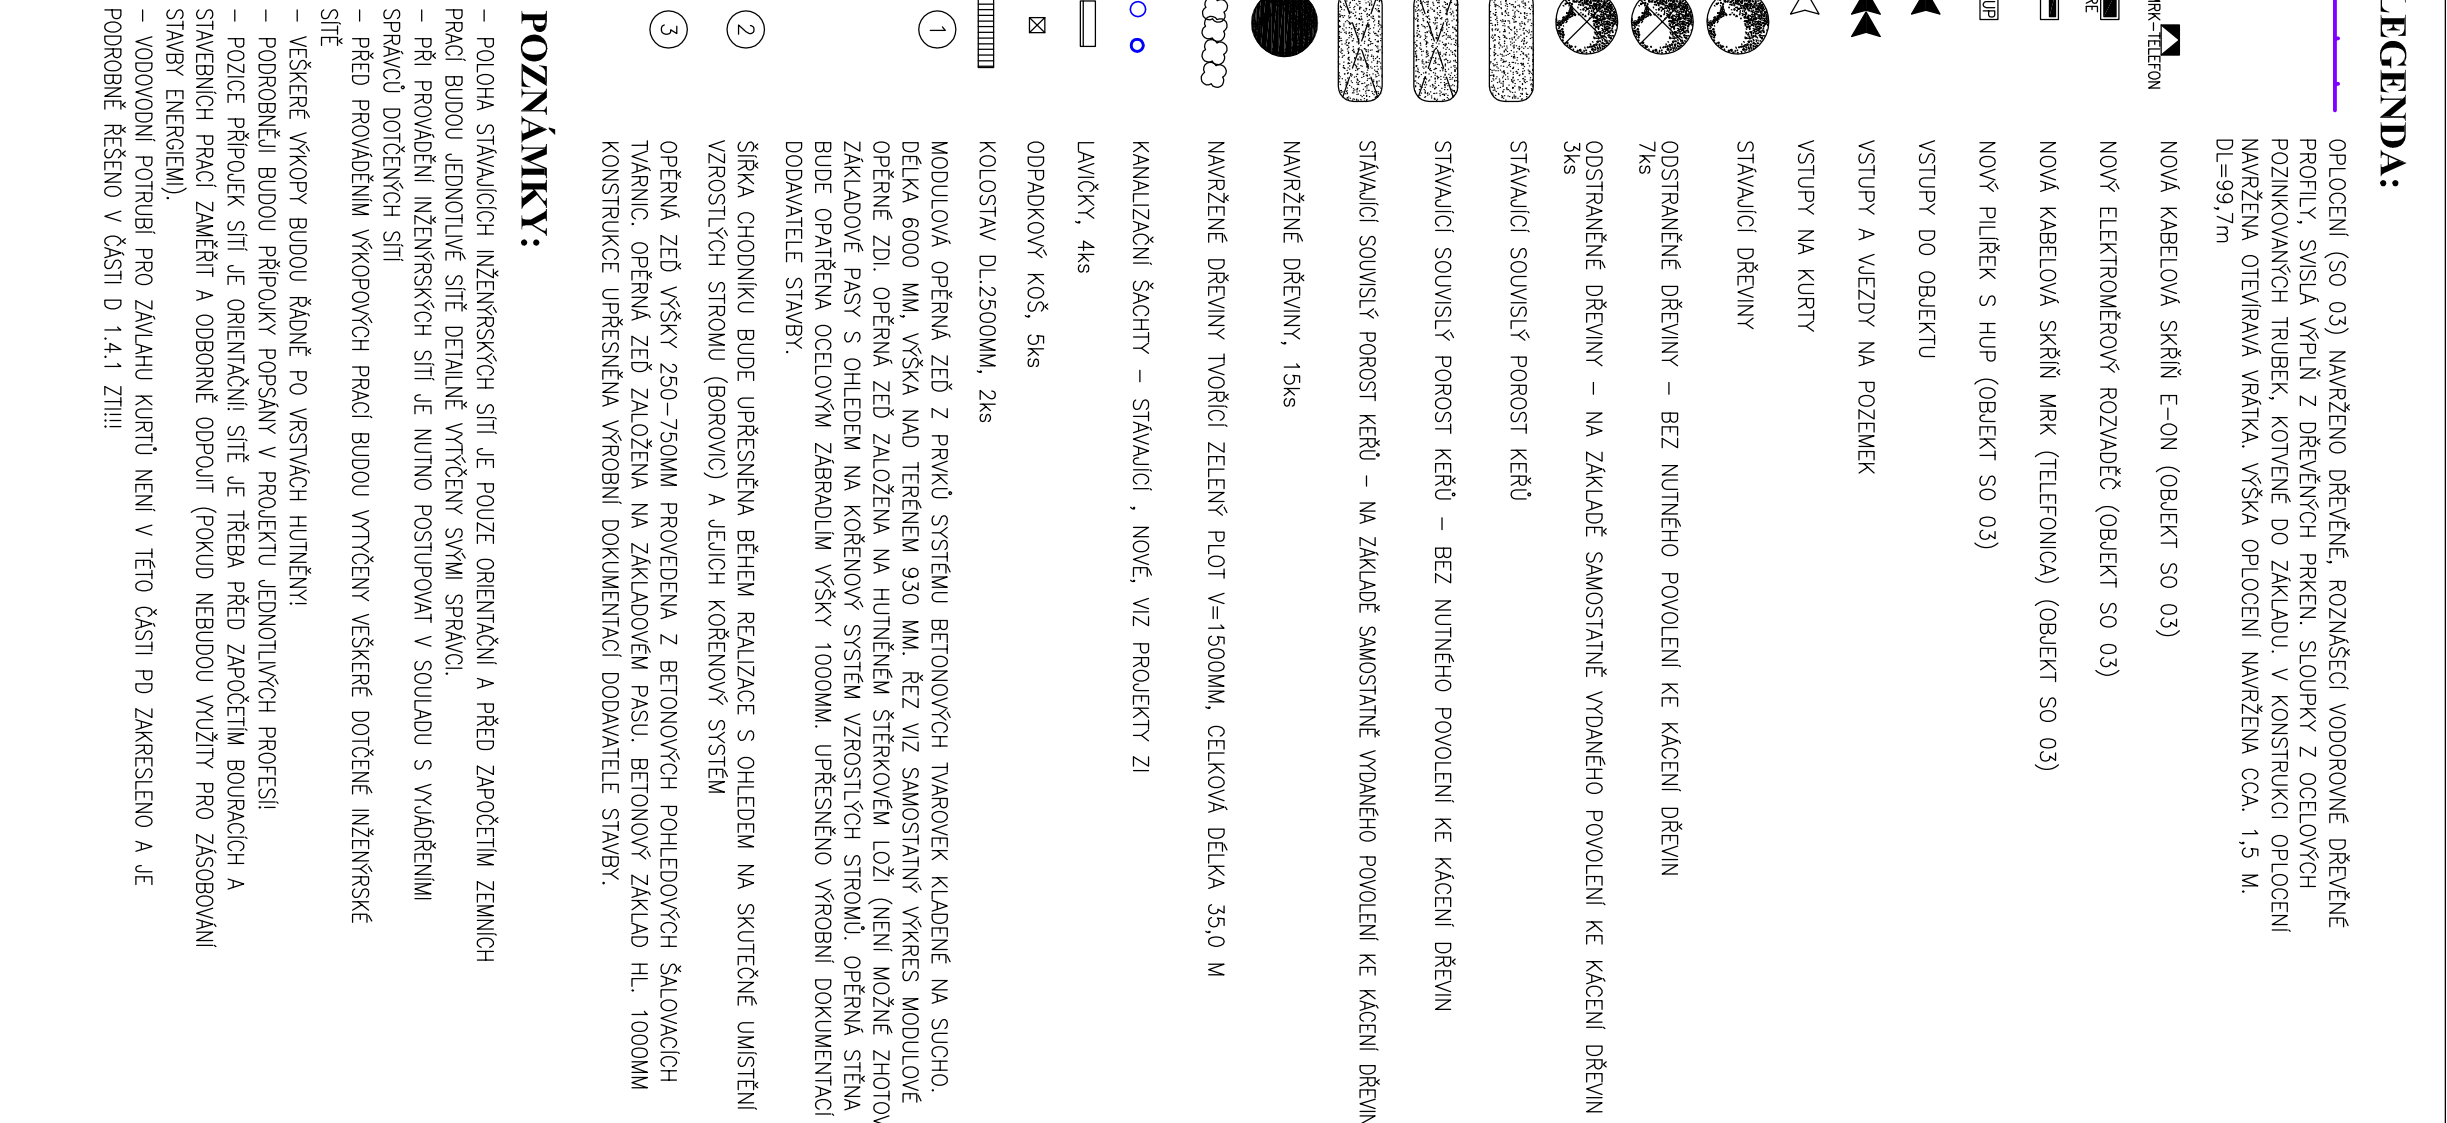 LEGENDA:
OPLOCENÍ (SO 03) NAVRŽENO DŘEVĚNÉ, ROZNÁŠECÍ VODOROVNÉ DŘEVĚNÉ
PROFILY, SVISLÁ VÝPLŇ Z DŘEVĚNÝCH PRKEN. SLOUPKY Z OCELOVÝCH
POZINKOVANÝCH TRUBEK, KOTVENÉ DO ZÁKLADU. V KONSTRUKCI OPLOCENÍ
NAVRŽENA OTEVÍRAVÁ VRÁTKA. VÝŠKA OPLOCENÍ NAVRŽENA CCA. 1,5 M.
DL=99,7m
MRK-TELEFON
NOVÁ KABELOVÁ SKŘÍŇ E-ON (OBJEKT SO 03)
RE
NOVÝ ELEKTROMĚROVÝ ROZVADĚČ (OBJEKT SO 03)
NOVÁ KABELOVÁ SKŘÍŇ MRK (TELEFONICA) (OBJEKT SO 03)
UP
NOVÝ PILÍŘEK S HUP (OBJEKT SO 03)
VSTUPY DO OBJEKTU
VSTUPY A VJEZDY NA POZEMEK
VSTUPY NA KURTY
STÁVAJÍCÍ DŘEVINY
ODSTRANĚNÉ DŘEVINY – BEZ NUTNÉHO POVOLENÍ KE KÁCENÍ DŘEVIN
7ks
ODSTRANĚNÉ DŘEVINY – NA ZÁKLADĚ SAMOSTATNĚ VYDANÉHO POVOLENÍ KE KÁCENÍ DŘEVIN
3ks
STÁVAJÍCÍ SOUVISLÝ POROST KEŘŮ
STÁVAJÍCÍ SOUVISLÝ POROST KEŘŮ – BEZ NUTNÉHO POVOLENÍ KE KÁCENÍ DŘEVIN
STÁVAJÍCÍ SOUVISLÝ POROST KEŘŮ – NA ZÁKLADĚ SAMOSTATNĚ VYDANÉHO POVOLENÍ KE KÁCENÍ DŘEVIN
NAVRŽENÉ DŘEVINY, 15ks
NAVRŽENÉ DŘEVINY TVOŘÍCÍ ZELENÝ PLOT V=1500MM, CELKOVÁ DÉLKA 35,0 M
KANALIZAČNÍ ŠACHTY – STÁVAJÍCÍ , NOVÉ, VIZ PROJEKTY ZI
LAVIČKY, 4ks
ODPADKOVÝ KOŠ, 5ks
KOLOSTAV DL.2500MM, 2ks
1
MODULOVÁ OPĚRNÁ ZEĎ Z PRVKŮ SYSTÉMU BETONOVÝCH TVAROVEK KLADENÉ NA SUCHO.
DÉLKA 6000 MM, VÝŠKA NAD TERÉNEM 930 MM. ŘEZ VIZ SAMOSTATNÝ VÝKRES MODULOVÉ
OPĚRNÉ ZDI. OPĚRNÁ ZEĎ ZALOŽENA NA HUTNĚNÉM ŠTĚRKOVÉM LOŽI (NENÍ MOŽNÉ ZHOTOV
ZÁKLADOVÉ PASY S OHLEDEM NA KOŘENOVÝ SYSTÉM VZROSTLÝCH STROMŮ. OPĚRNÁ STĚNA
BUDE OPATŘENA OCELOVÝM ZÁBRADLÍM VÝŠKY 1000MM. UPŘESNĚNO VÝROBNÍ DOKUMENTACÍ
DODAVATELE STAVBY.
2
ŠÍŘKA CHODNÍKU BUDE UPŘESNĚNA BĚHEM REALIZACE S OHLEDEM NA SKUTEČNÉ UMÍSTĚNÍ
VZROSTLÝCH STROMU (BOROVIC) A JEJICH KOŘENOVÝ SYSTÉM
3
OPĚRNÁ ZEĎ VÝŠKY 250–750MM PROVEDENA Z BETONOVÝCH POHLEDOVÝCH ŠALOVACÍCH
TVÁRNIC. OPĚRNÁ ZEĎ ZALOŽENA NA ZÁKLADOVÉM PASU. BETONOVÝ ZÁKLAD HL. 1000MM
KONSTRUKCE UPŘESNĚNA VÝROBNÍ DOKUMENTACÍ DODAVATELE STAVBY.
POZNÁMKY:
– POLOHA STÁVAJÍCÍCH INŽENÝRSKÝCH SÍTÍ JE POUZE ORIENTAČNÍ A PŘED ZAPOČETÍM ZEMNÍCH
PRACÍ BUDOU JEDNOTLIVÉ SÍTĚ DETAILNĚ VYTÝČENY SVÝMI SPRÁVCI.
– PŘI PROVÁDĚNÍ INŽENÝRSKÝCH SÍTÍ JE NUTNO POSTUPOVAT V SOULADU S VYJÁDŘENÍMI
SPRÁVCŮ DOTČENÝCH SÍTÍ
– PŘED PROVÁDĚNÍM VÝKOPOVÝCH PRACÍ BUDOU VYTYČENY VEŠKERÉ DOTČENÉ INŽENÝRSKÉ
SÍTĚ
– VEŠKERÉ VÝKOPY BUDOU ŘÁDNĚ PO VRSTVÁCH HUTNĚNY!
– PODROBNĚJI BUDOU PŘÍPOJKY POPSÁNY V PROJEKTU JEDNOTLIVÝCH PROFESÍ!
– POZICE PŘÍPOJEK SÍTÍ JE ORIENTAČNÍ! SÍTĚ JE TŘEBA PŘED ZAPOČETÍM BOURACÍCH A
STAVEBNÍCH PRACÍ ZAMĚŘIT A ODBORNĚ ODPOJIT (POKUD NEBUDOU VYUŽITY PRO ZÁSOBOVÁNÍ
STAVBY ENERGIEMI).
– VODOVODNÍ POTRUBÍ PRO ZÁVLAHU KURTŮ NENÍ V TÉTO ČÁSTI PD ZAKRESLENO A JE
PODROBNĚ ŘEŠENO V ČÁSTI D 1.4.1 ZTI!!!